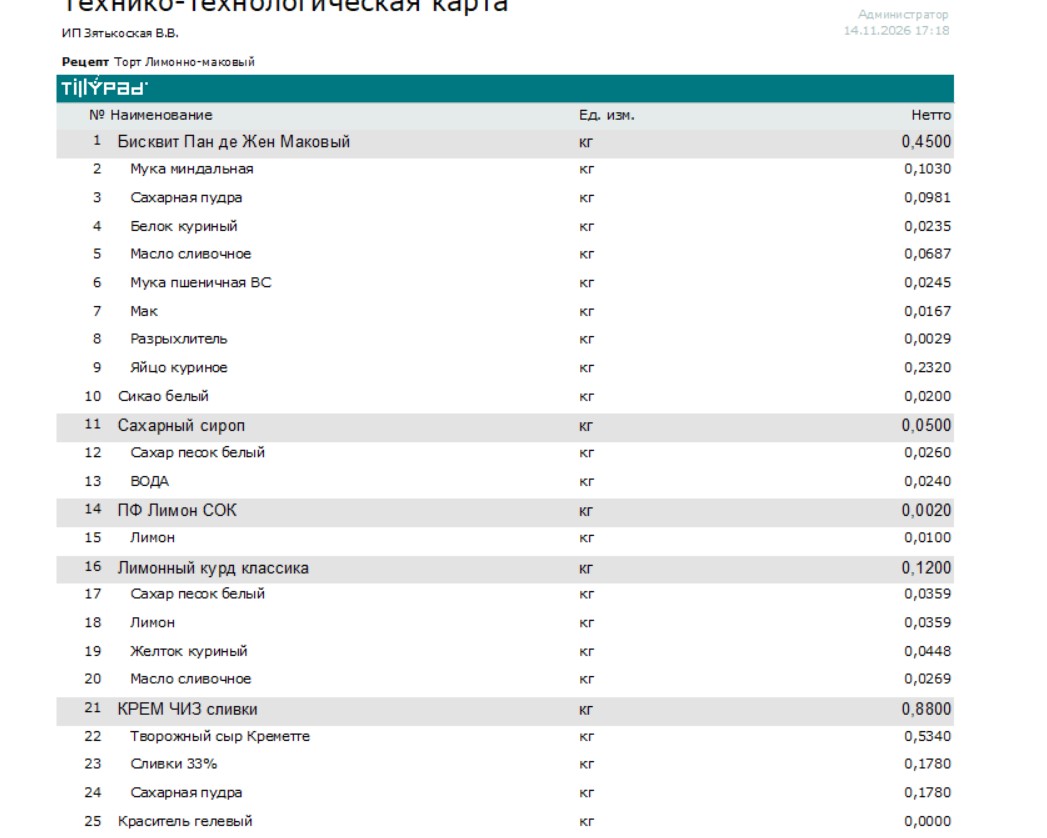 Технико-технологическая карта
Администратор
14.11.2026 17:18
ИП Зятькоская В.В.
Рецепт Торт Лимонно-маковый
TillYPad
№ Наименование Ед. изм. Нетто
1 Бисквит Пан де Жен Маковый кг 0,4500
2 Мука миндальная кг 0,1030
3 Сахарная пудра кг 0,0981
4 Белок куриный кг 0,0235
5 Масло сливочное кг 0,0687
6 Мука пшеничная ВС кг 0,0245
7 Мак кг 0,0167
8 Разрыхлитель кг 0,0029
9 Яйцо куриное кг 0,2320
10 Сикао белый кг 0,0200
11 Сахарный сироп кг 0,0500
12 Сахар песок белый кг 0,0260
13 ВОДА кг 0,0240
14 ПФ Лимон СОК кг 0,0020
15 Лимон кг 0,0100
16 Лимонный курд классика кг 0,1200
17 Сахар песок белый кг 0,0359
18 Лимон кг 0,0359
19 Желток куриный кг 0,0448
20 Масло сливочное кг 0,0269
21 КРЕМ ЧИЗ сливки кг 0,8800
22 Творожный сыр Креметте кг 0,5340
23 Сливки 33% кг 0,1780
24 Сахарная пудра кг 0,1780
25 Краситель гелевый кг 0,0000